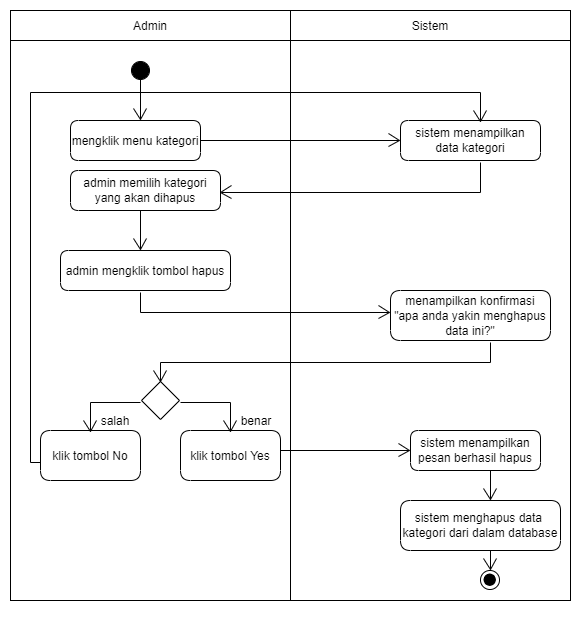 Admin
Sistem
mengklik menu kategori
sistem menampilkan
data kategori
admin memilih kategori
yang akan dihapus
admin mengklik tombol hapus
menampilkan konfirmasi
"apa anda yakin menghapus
data ini?"
salah
benar
klik tombol No
klik tombol Yes
sistem menampilkan
pesan berhasil hapus
sistem menghapus data
kategori dari dalam database